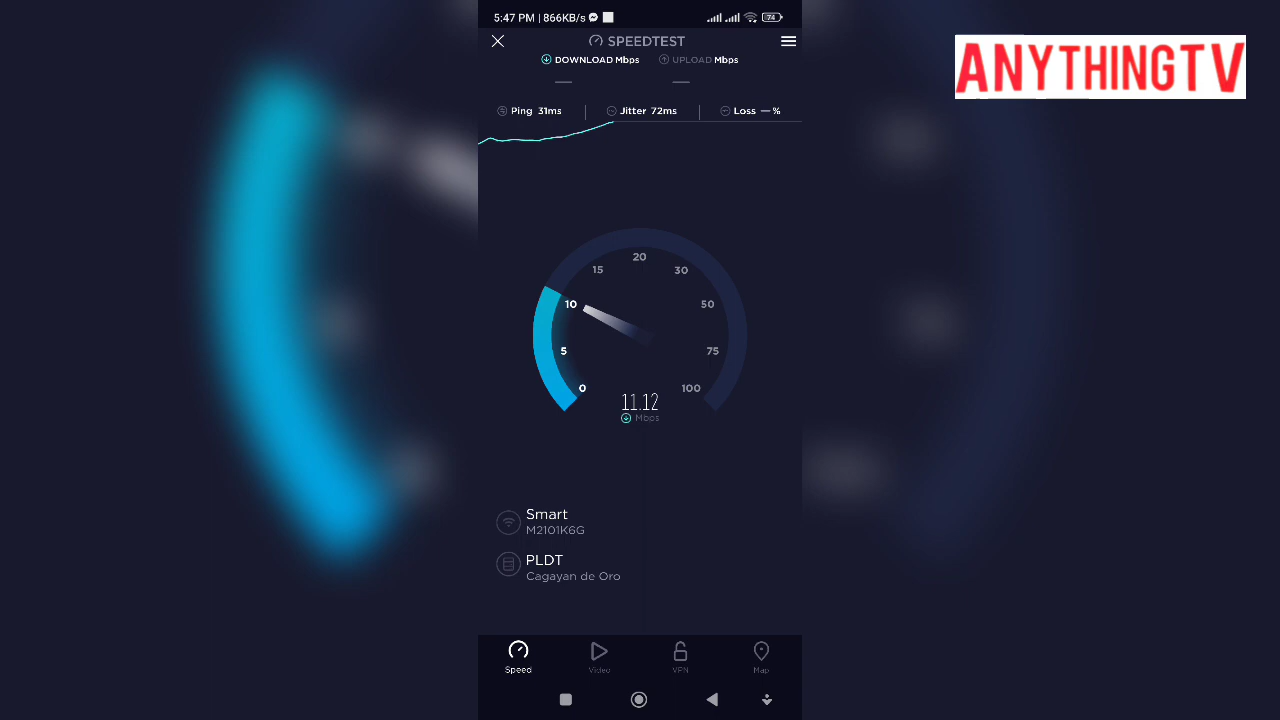 5:47 PM | 866KB/s 74
SPEEDTEST
DOWNLOAD Mbps UPLOAD Mbps
Ping 31ms Jitter 72ms Loss — %
20
15 30
10 50
5 75
0 100
11.12
Mbps
Smart
M2101K6G
PLDT
Cagayan de Oro
Speed Video VPN Map
ANYTHINGTV